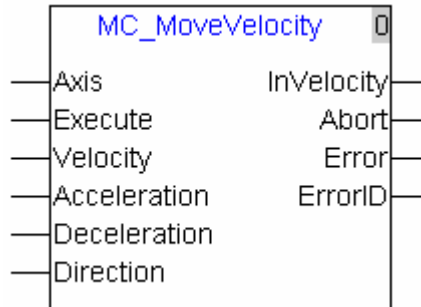 MC_MoveVelocity 0
Axis InVelocity
Execute Abort
Velocity Error
Acceleration ErrorID
Deceleration
Direction